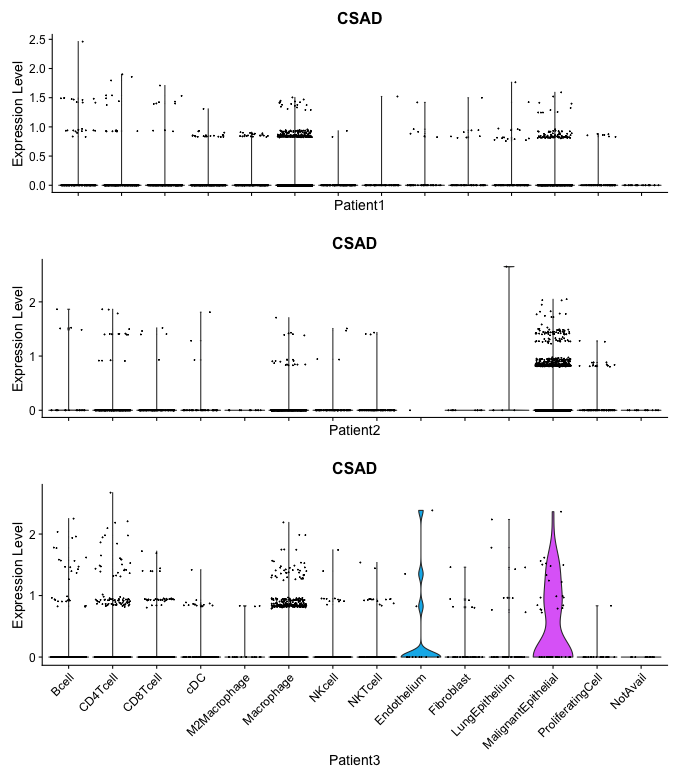 CSAD
Expression Level
2.5
2.0
1.5
1.0
0.5
0.0
Patient1
CSAD
Expression Level
2
1
0
Patient2
CSAD
Expression Level
2
1
0
Bcell
CD4Tcell
CD8Tcell
cDC
M2Macrophage
Macrophage
NKcell
NKTcell
Endothelium
Fibroblast
LungEpithelium
MalignantEpithelial
ProliferatingCell
NotAvail
Patient3